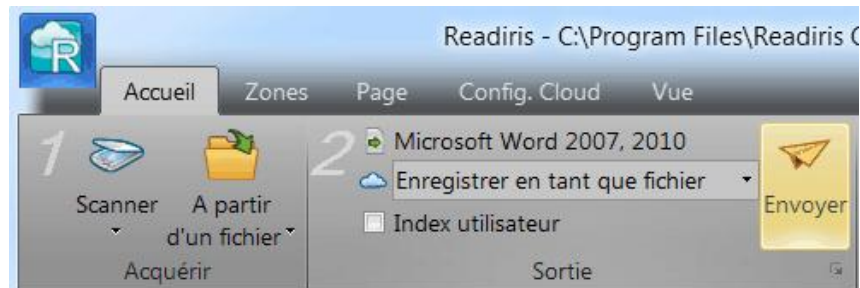 R
Readiris - C:\Program Files\Readiris
Accueil Zones Page Config. Cloud Vue
1 Scanner
A partir
d'un fichier
Acquérir
2 Microsoft Word 2007, 2010
Enregistrer en tant que fichier
Index utilisateur
Envoyer
Sortie